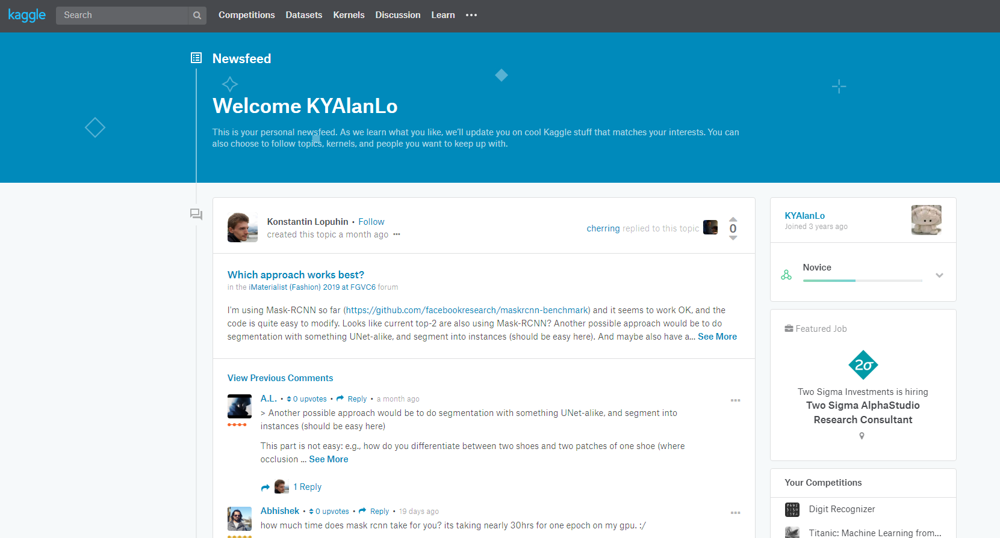 kaggle
Search
Competitions
Datasets
Kernels
Discussion
Learn
Newsfeed
Welcome KYAlanLo
This is your personal newsfeed. As we learn what you like, we'll update you on cool Kaggle stuff that matches your interests. You can
also choose to follow topics, kernels, and people you want to keep up with.
Konstantin Lopuhin • Follow
created this topic a month ago
cherring replied to this topic
0
Which approach works best?
in the iMaterialist (Fashion) 2019 at FGVC6 forum
I'm using Mask-RCNN so far (https://github.com/facebookresearch/maskrcnn-benchmark) and it seems to work OK, and the
code is quite easy to modify. Looks like current top-2 are also using Mask-RCNN? Another possible approach would be to do
segmentation with something UNet-alike, and segment into instances (should be easy here). And maybe also have a... See More
View Previous Comments
A.L. • 0 upvotes • Reply • a month ago
> Another possible approach would be to do segmentation with something UNet-alike, and segment into
instances (should be easy here)
This part is not easy: e.g., how do you differentiate between two shoes and two patches of one shoe (where
occlusion ... See More
1 Reply
Abhishek • 0 upvotes • Reply • 19 days ago
how much time does mask rcnn take for you? its taking nearly 30hrs for one epoch on my gpu. :/
KYAlanLo
Joined 3 years ago
Novice
Featured Job
2σ
Two Sigma Investments is hiring
Two Sigma AlphaStudio
Research Consultant
Your Competitions
Digit Recognizer
Titanic: Machine Learning from...